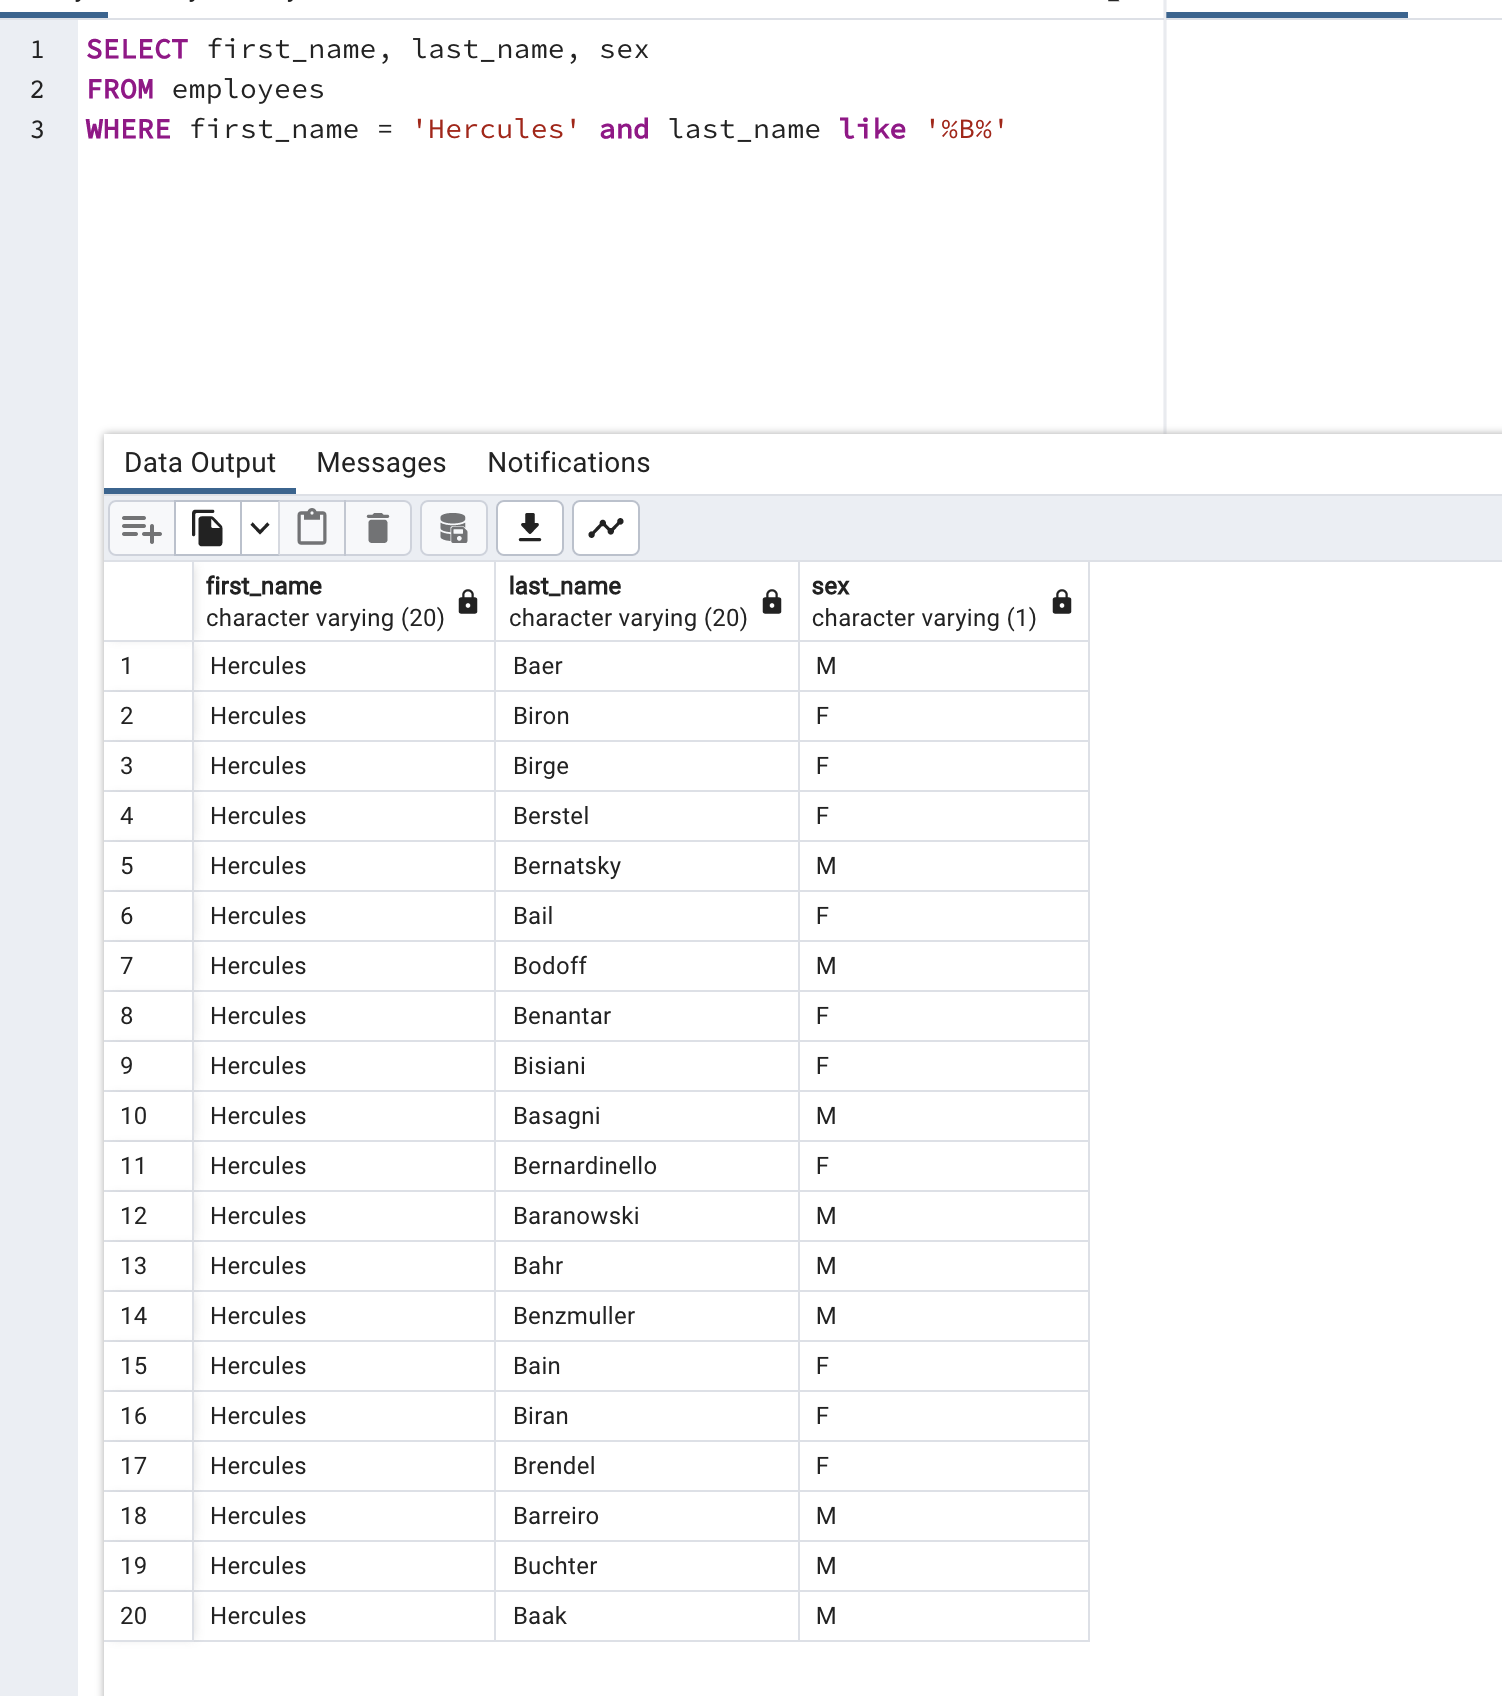 1 SELECT first_name, last_name, sex
2 FROM employees
3 WHERE first_name = 'Hercules' and last_name like '%B%'
Data Output Messages Notifications
first_name last_name sex
character varying (20) character varying (20) character varying (1)
1 Hercules Baer M
2 Hercules Biron F
3 Hercules Birge F
4 Hercules Berstel F
5 Hercules Bernatsky M
6 Hercules Bail F
7 Hercules Bodoff M
8 Hercules Benantar F
9 Hercules Bisiani F
10 Hercules Basagni M
11 Hercules Bernardinello F
12 Hercules Baranowski M
13 Hercules Bahr M
14 Hercules Benzmuller M
15 Hercules Bain F
16 Hercules Biran F
17 Hercules Brendel F
18 Hercules Barreiro M
19 Hercules Buchter M
20 Hercules Baak M